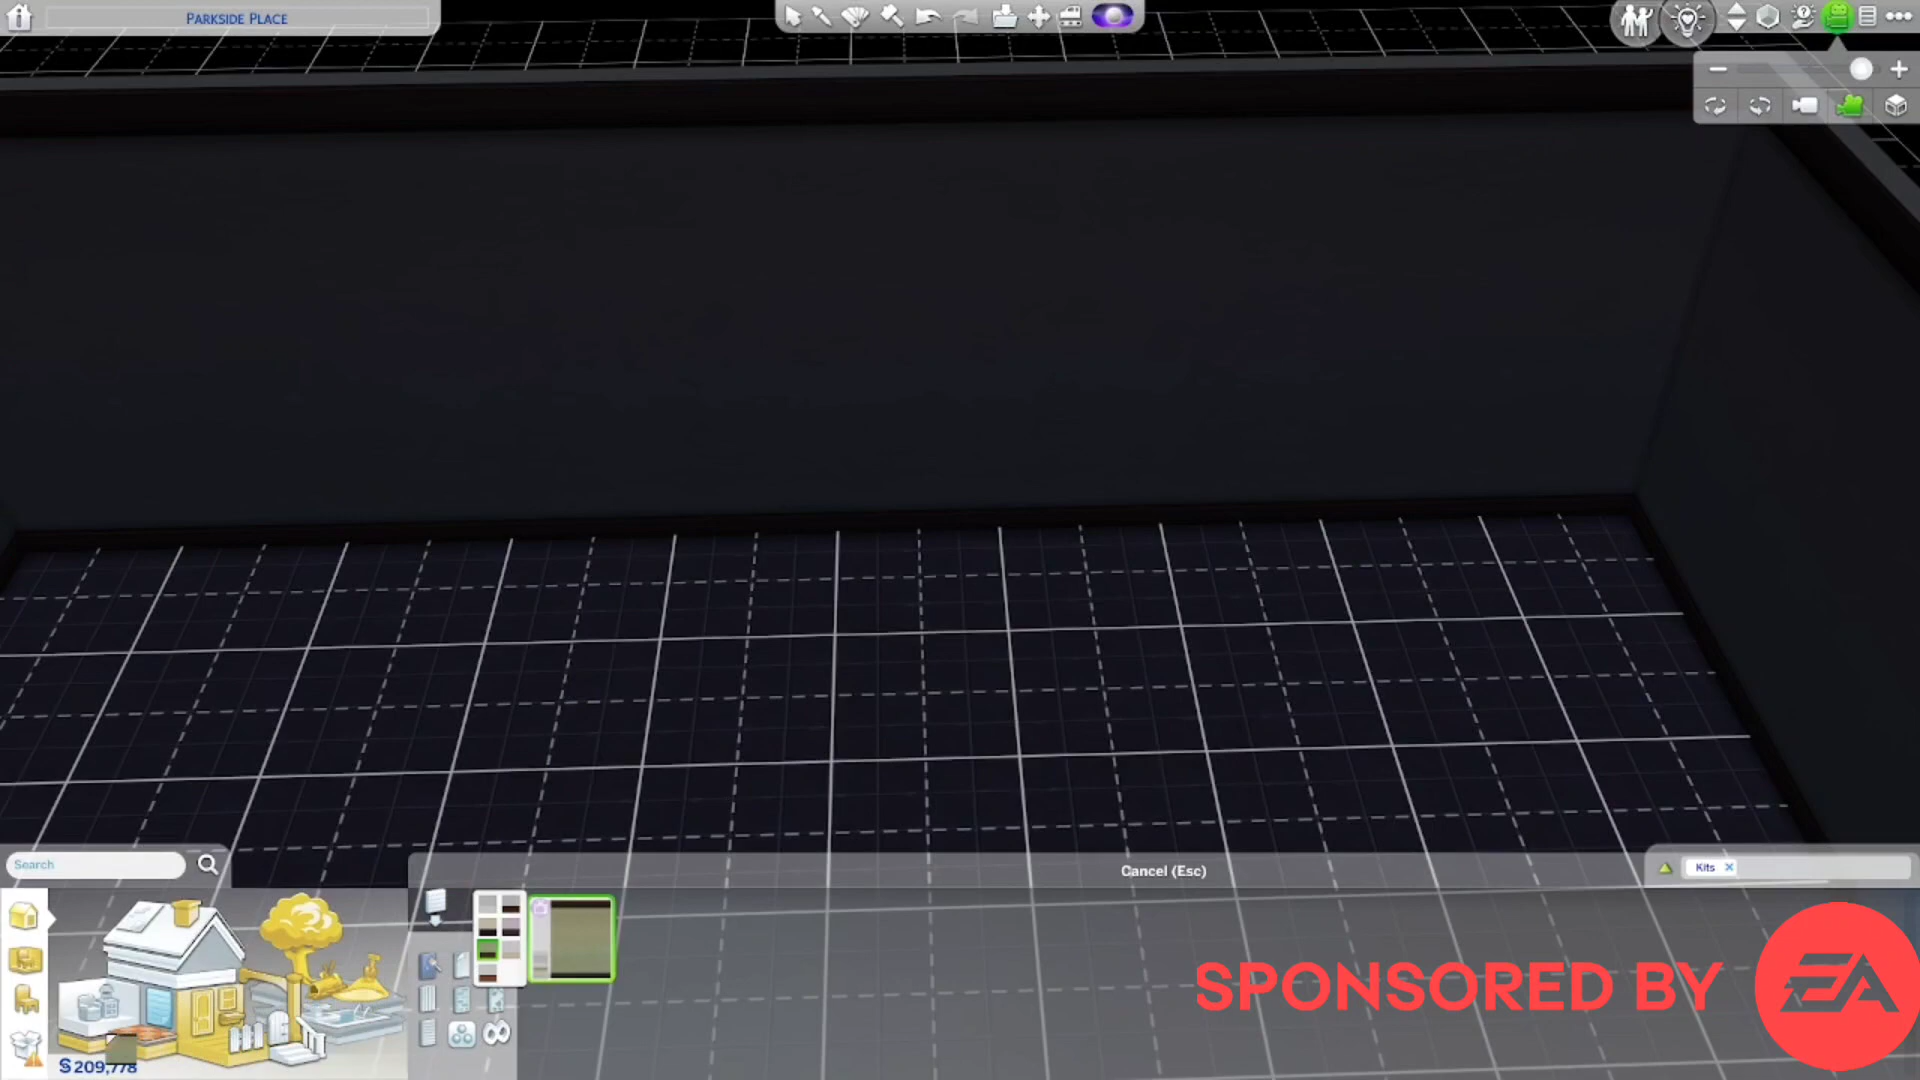 PARKSIDE PLACE
Search
Cancel (Esc)
Kits
§209,778
SPONSORED BY EA